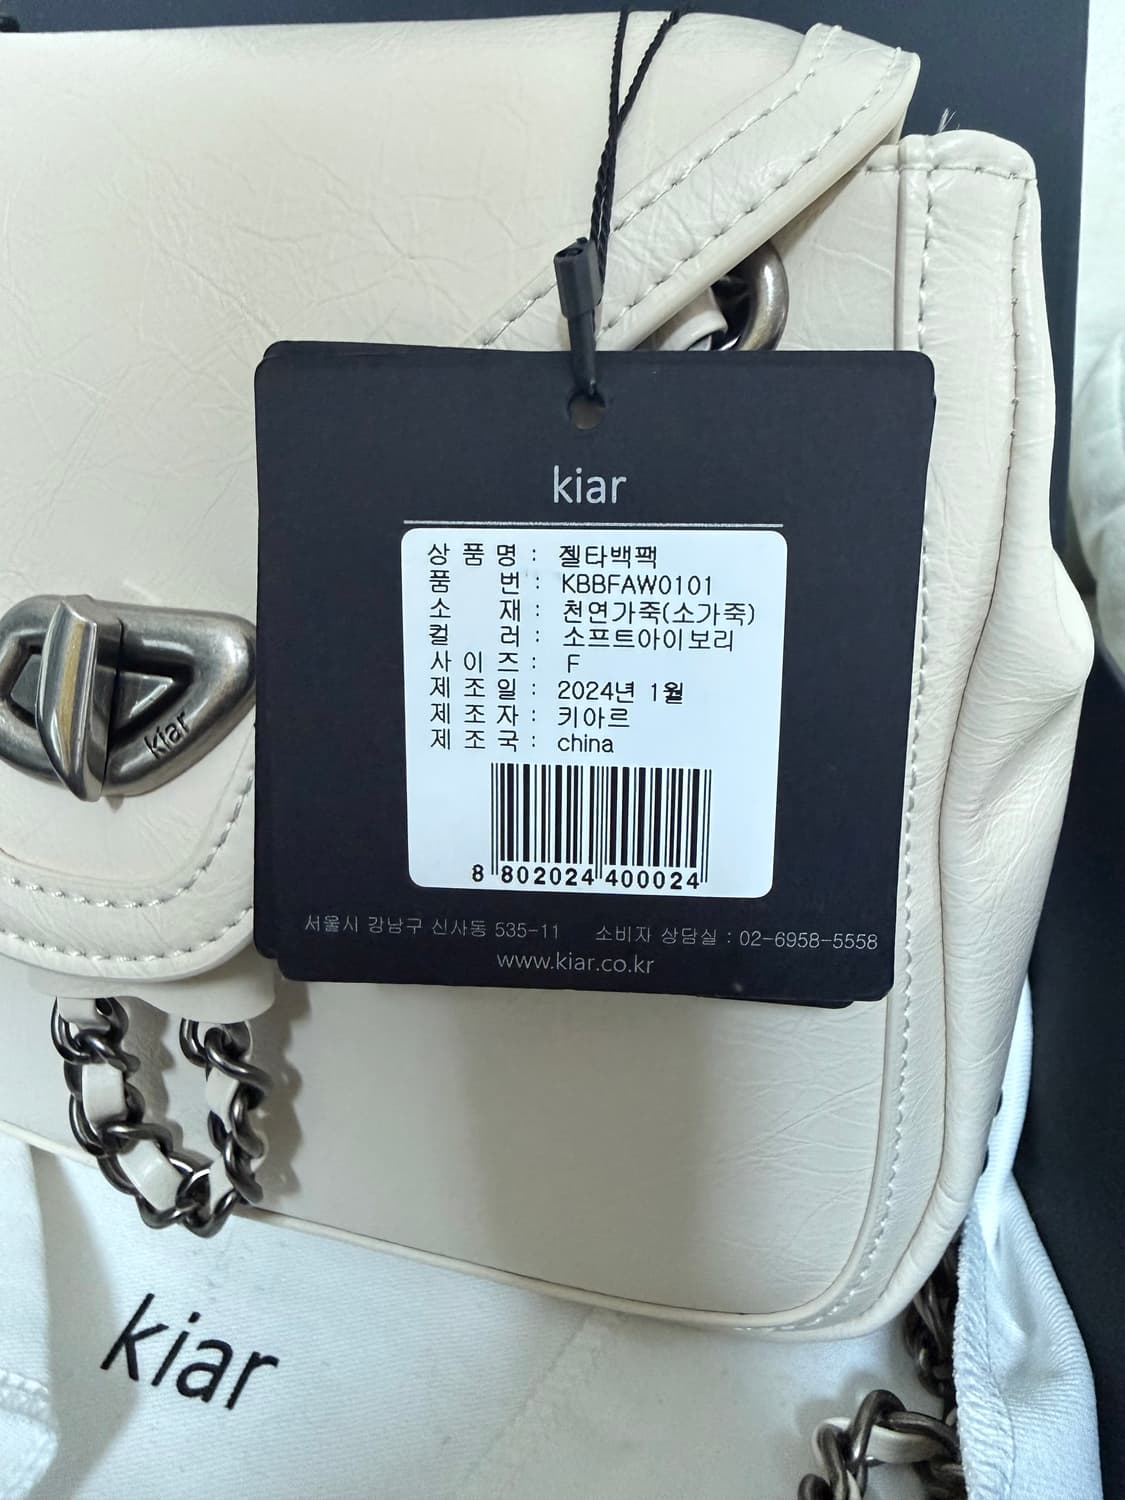 kiar
상품명 : 젤타백팩
품번 : KBBFAW0101
소재 : 천연가죽(소가죽)
컬러 : 소프트아이보리
사이즈 : F
제조일 : 2024년 1월
제조자 : 키아르
제조국 : china
8 802024 400024
서울시 강남구 신사동 535-11 소비자 상담실 : 02-6958-5558
www.kiar.co.kr
kiar
kiar